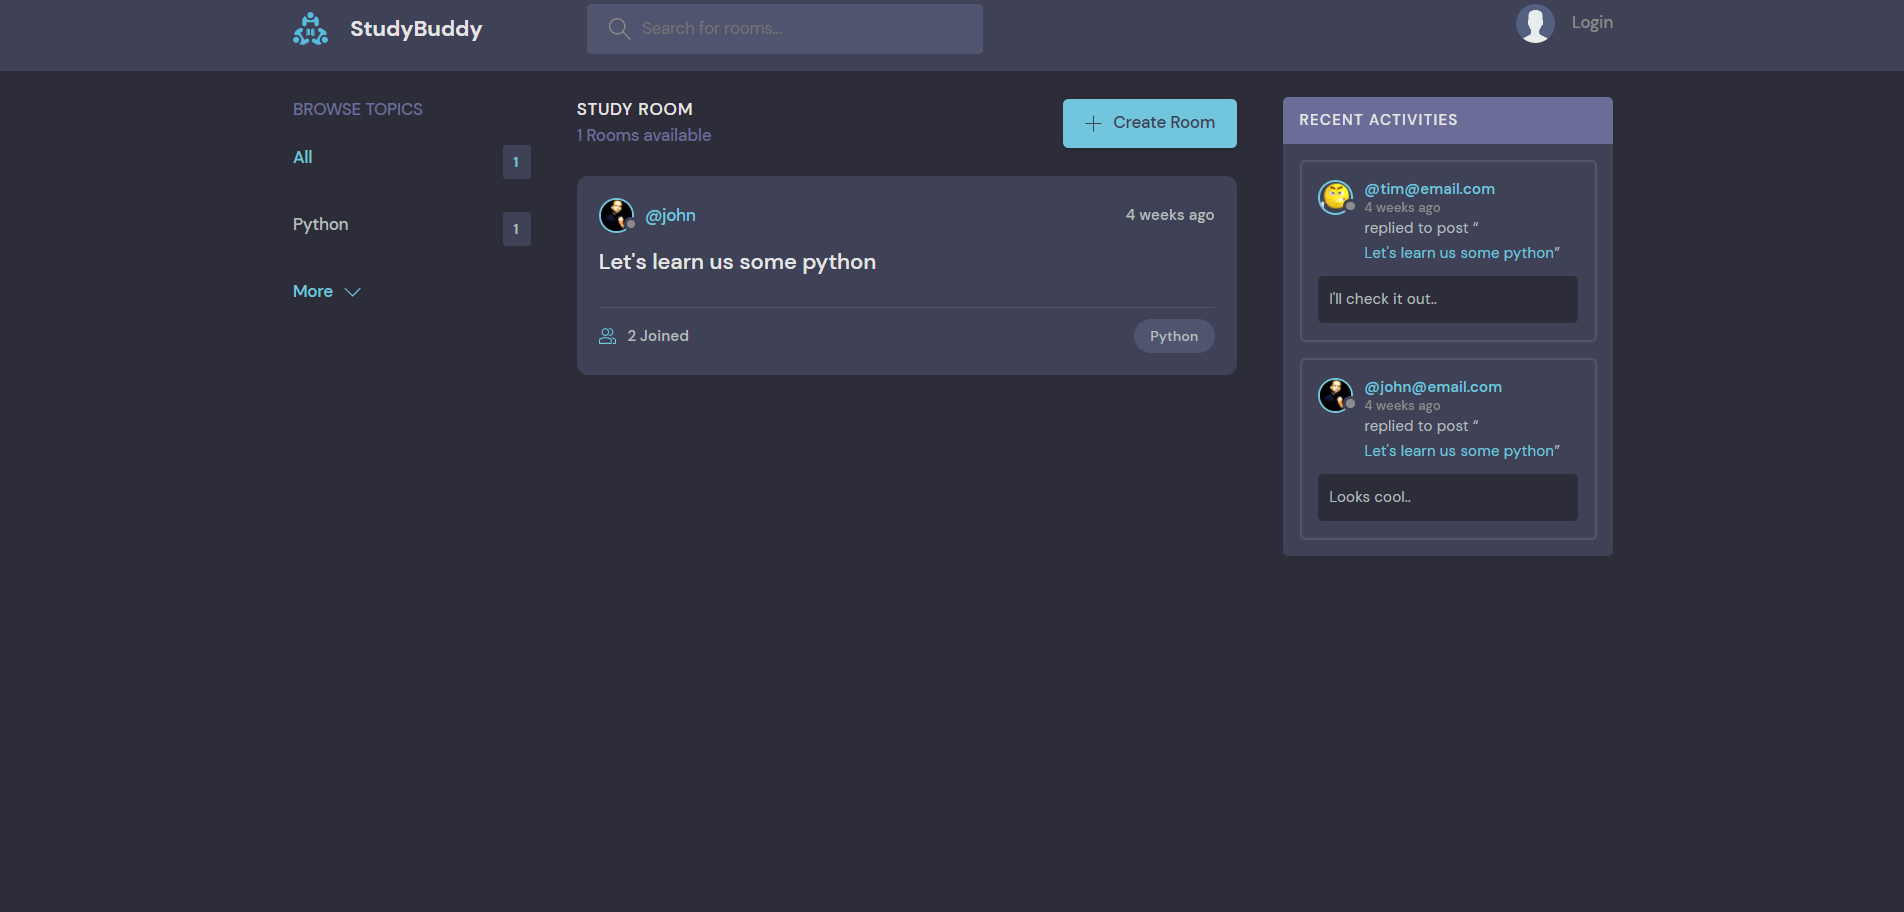 StudyBuddy
Search for rooms...
Login
BROWSE TOPICS
All
1
Python
1
More
STUDY ROOM
1 Rooms available
Create Room
@john
4 weeks ago
Let's learn us some python
2 Joined
Python
RECENT ACTIVITIES
@tim@email.com
4 weeks ago
replied to post “
Let's learn us some python”
I'll check it out..
@john@email.com
4 weeks ago
replied to post “
Let's learn us some python”
Looks cool..